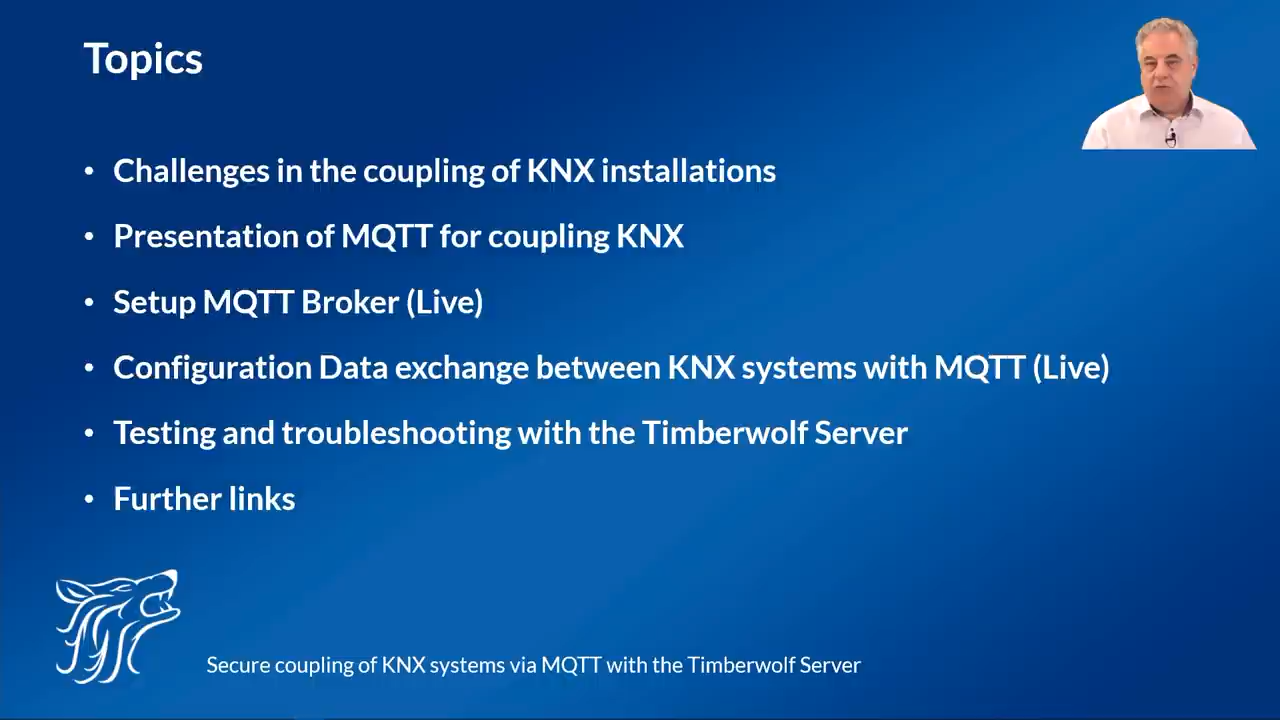 Topics
• Challenges in the coupling of KNX installations
• Presentation of MQTT for coupling KNX
• Setup MQTT Broker (Live)
• Configuration Data exchange between KNX systems with MQTT (Live)
• Testing and troubleshooting with the Timberwolf Server
• Further links
Secure coupling of KNX systems via MQTT with the Timberwolf Server